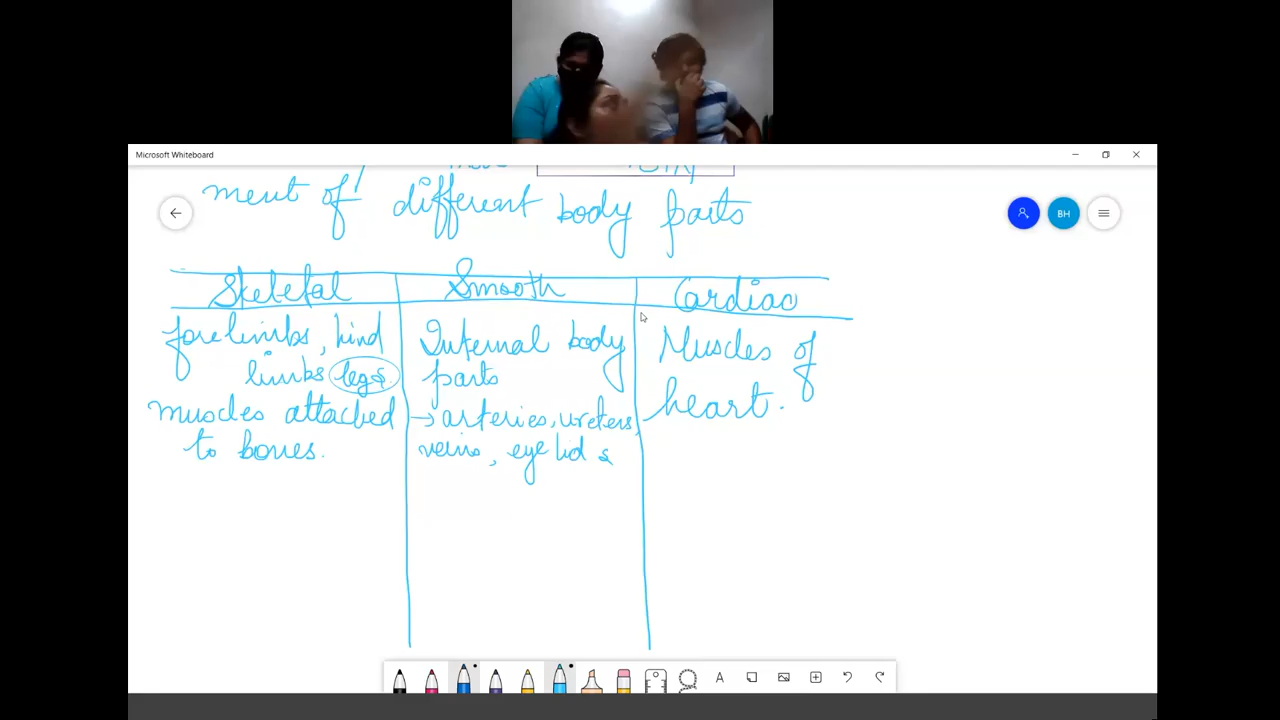 Microsoft Whiteboard
ment of different body parts
BH
Skeletal Smooth Cardiac
forelimbs, hind
limbs legs
muscles attached
to bones.
Internal body
parts
→ arteries, ureters,
veins, eye lid s
Muscles of
heart.
A